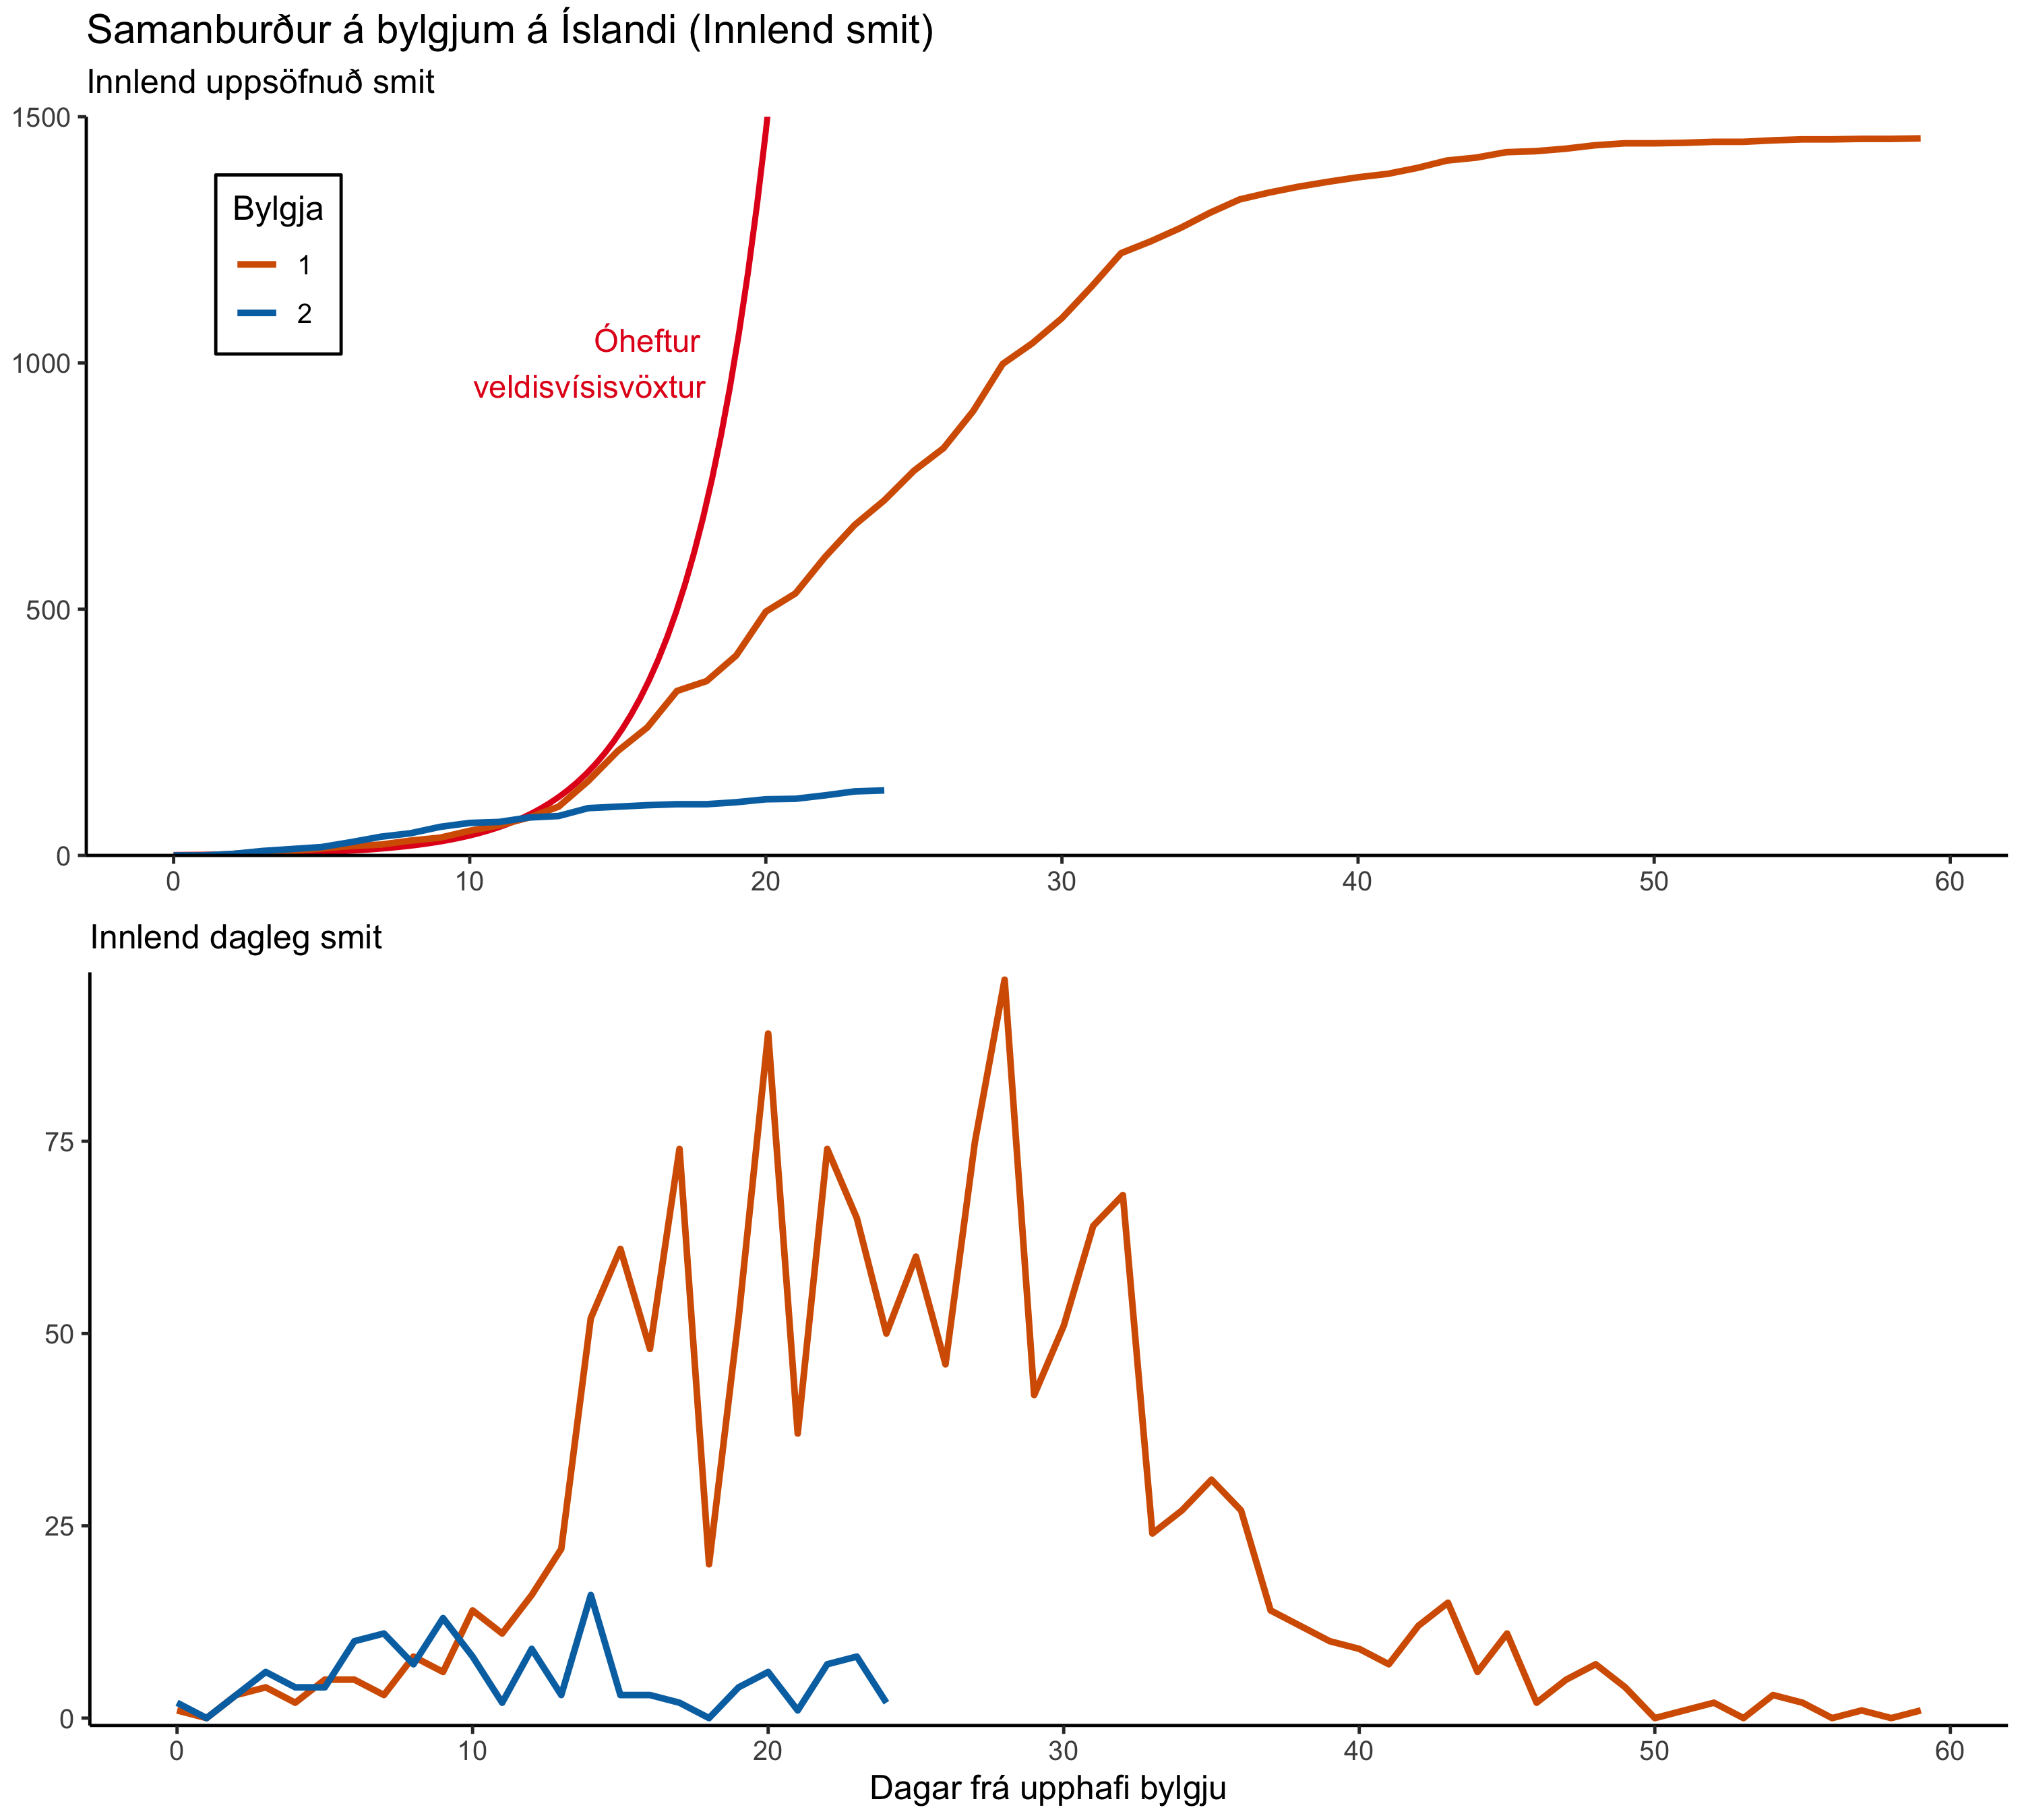 Samanburður á bylgjum á Íslandi (Innlend smit)
Innlend uppsöfnuð smit
1500
1000
500
0
Bylgja
1
2
Óheftur
veldisvísisvöxtur
0 10 20 30 40 50 60
Innlend dagleg smit
75
50
25
0
0 10 20 30 40 50 60
Dagar frá upphafi bylgju